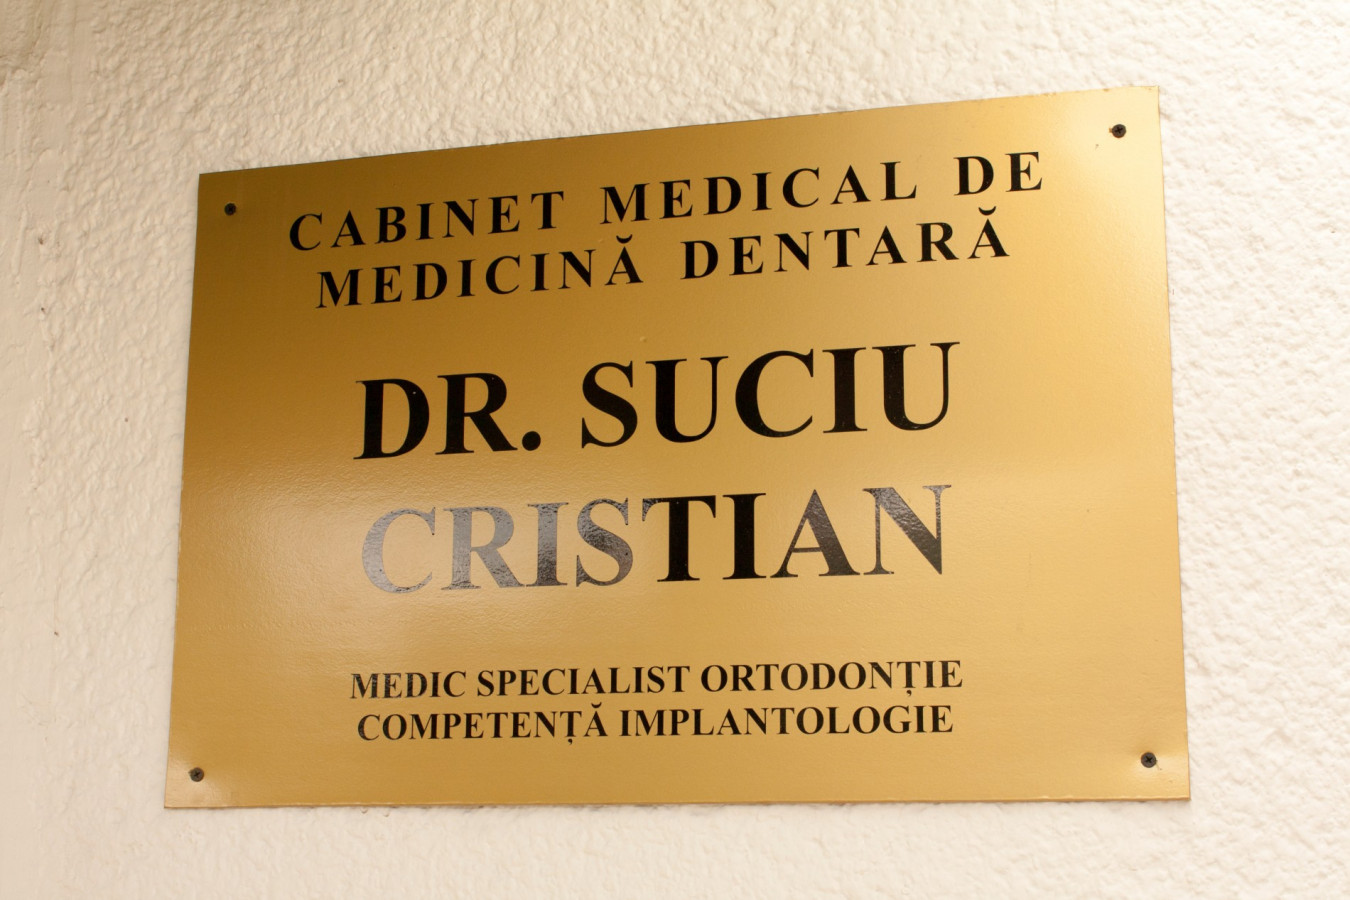 CABINET MEDICAL DE
MEDICINĂ DENTARĂ
DR. SUCIU
CRISTIAN
MEDIC SPECIALIST ORTODONȚIE
COMPETENȚĂ IMPLANTOLOGIE